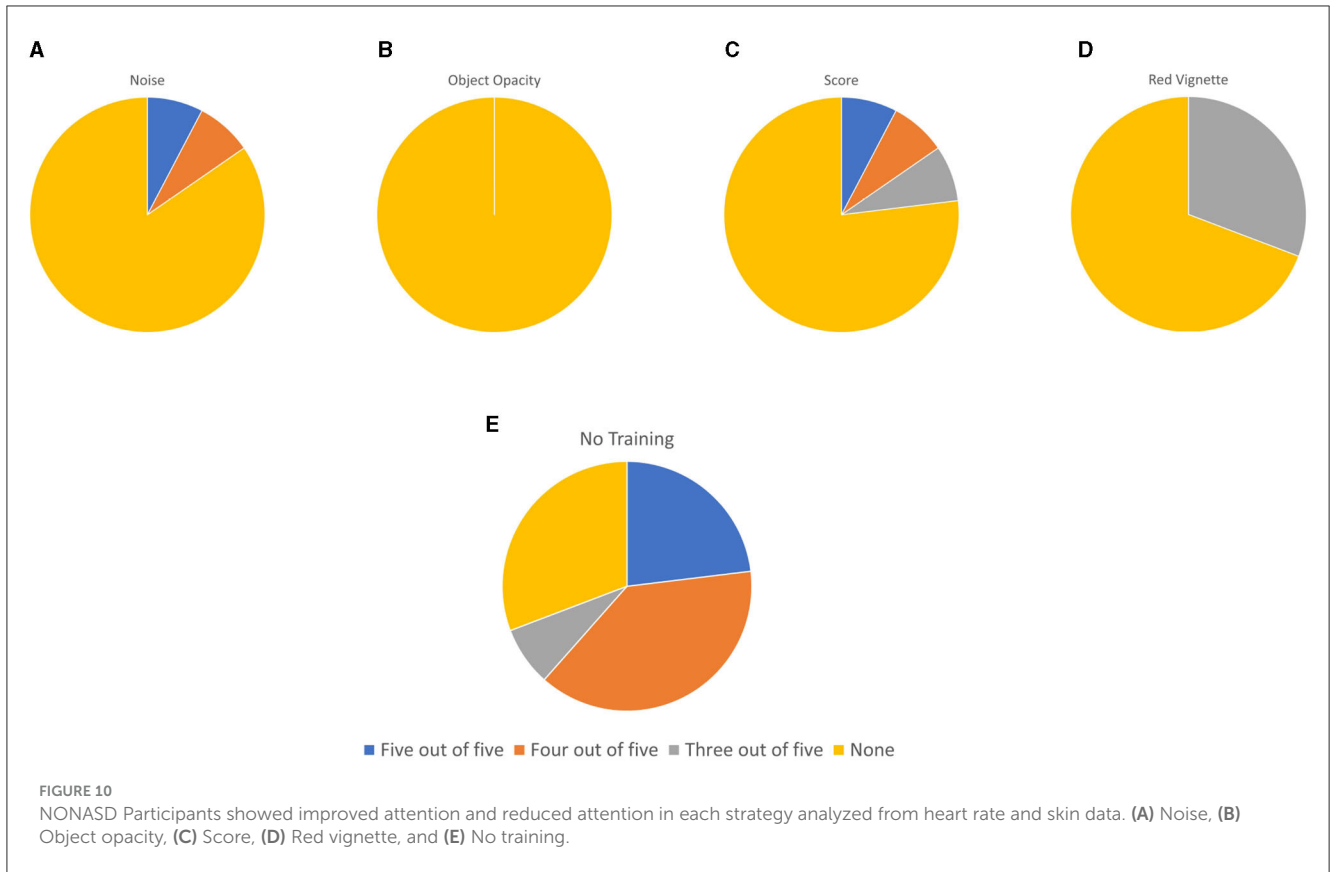 A
B
C
D
Noise
Object Opacity
Score
Red Vignette
E
No Training
Five out of five Four out of five Three out of five None
FIGURE 10
NONASD Participants showed improved attention and reduced attention in each strategy analyzed from heart rate and skin data. (A) Noise, (B)
Object opacity, (C) Score, (D) Red vignette, and (E) No training.